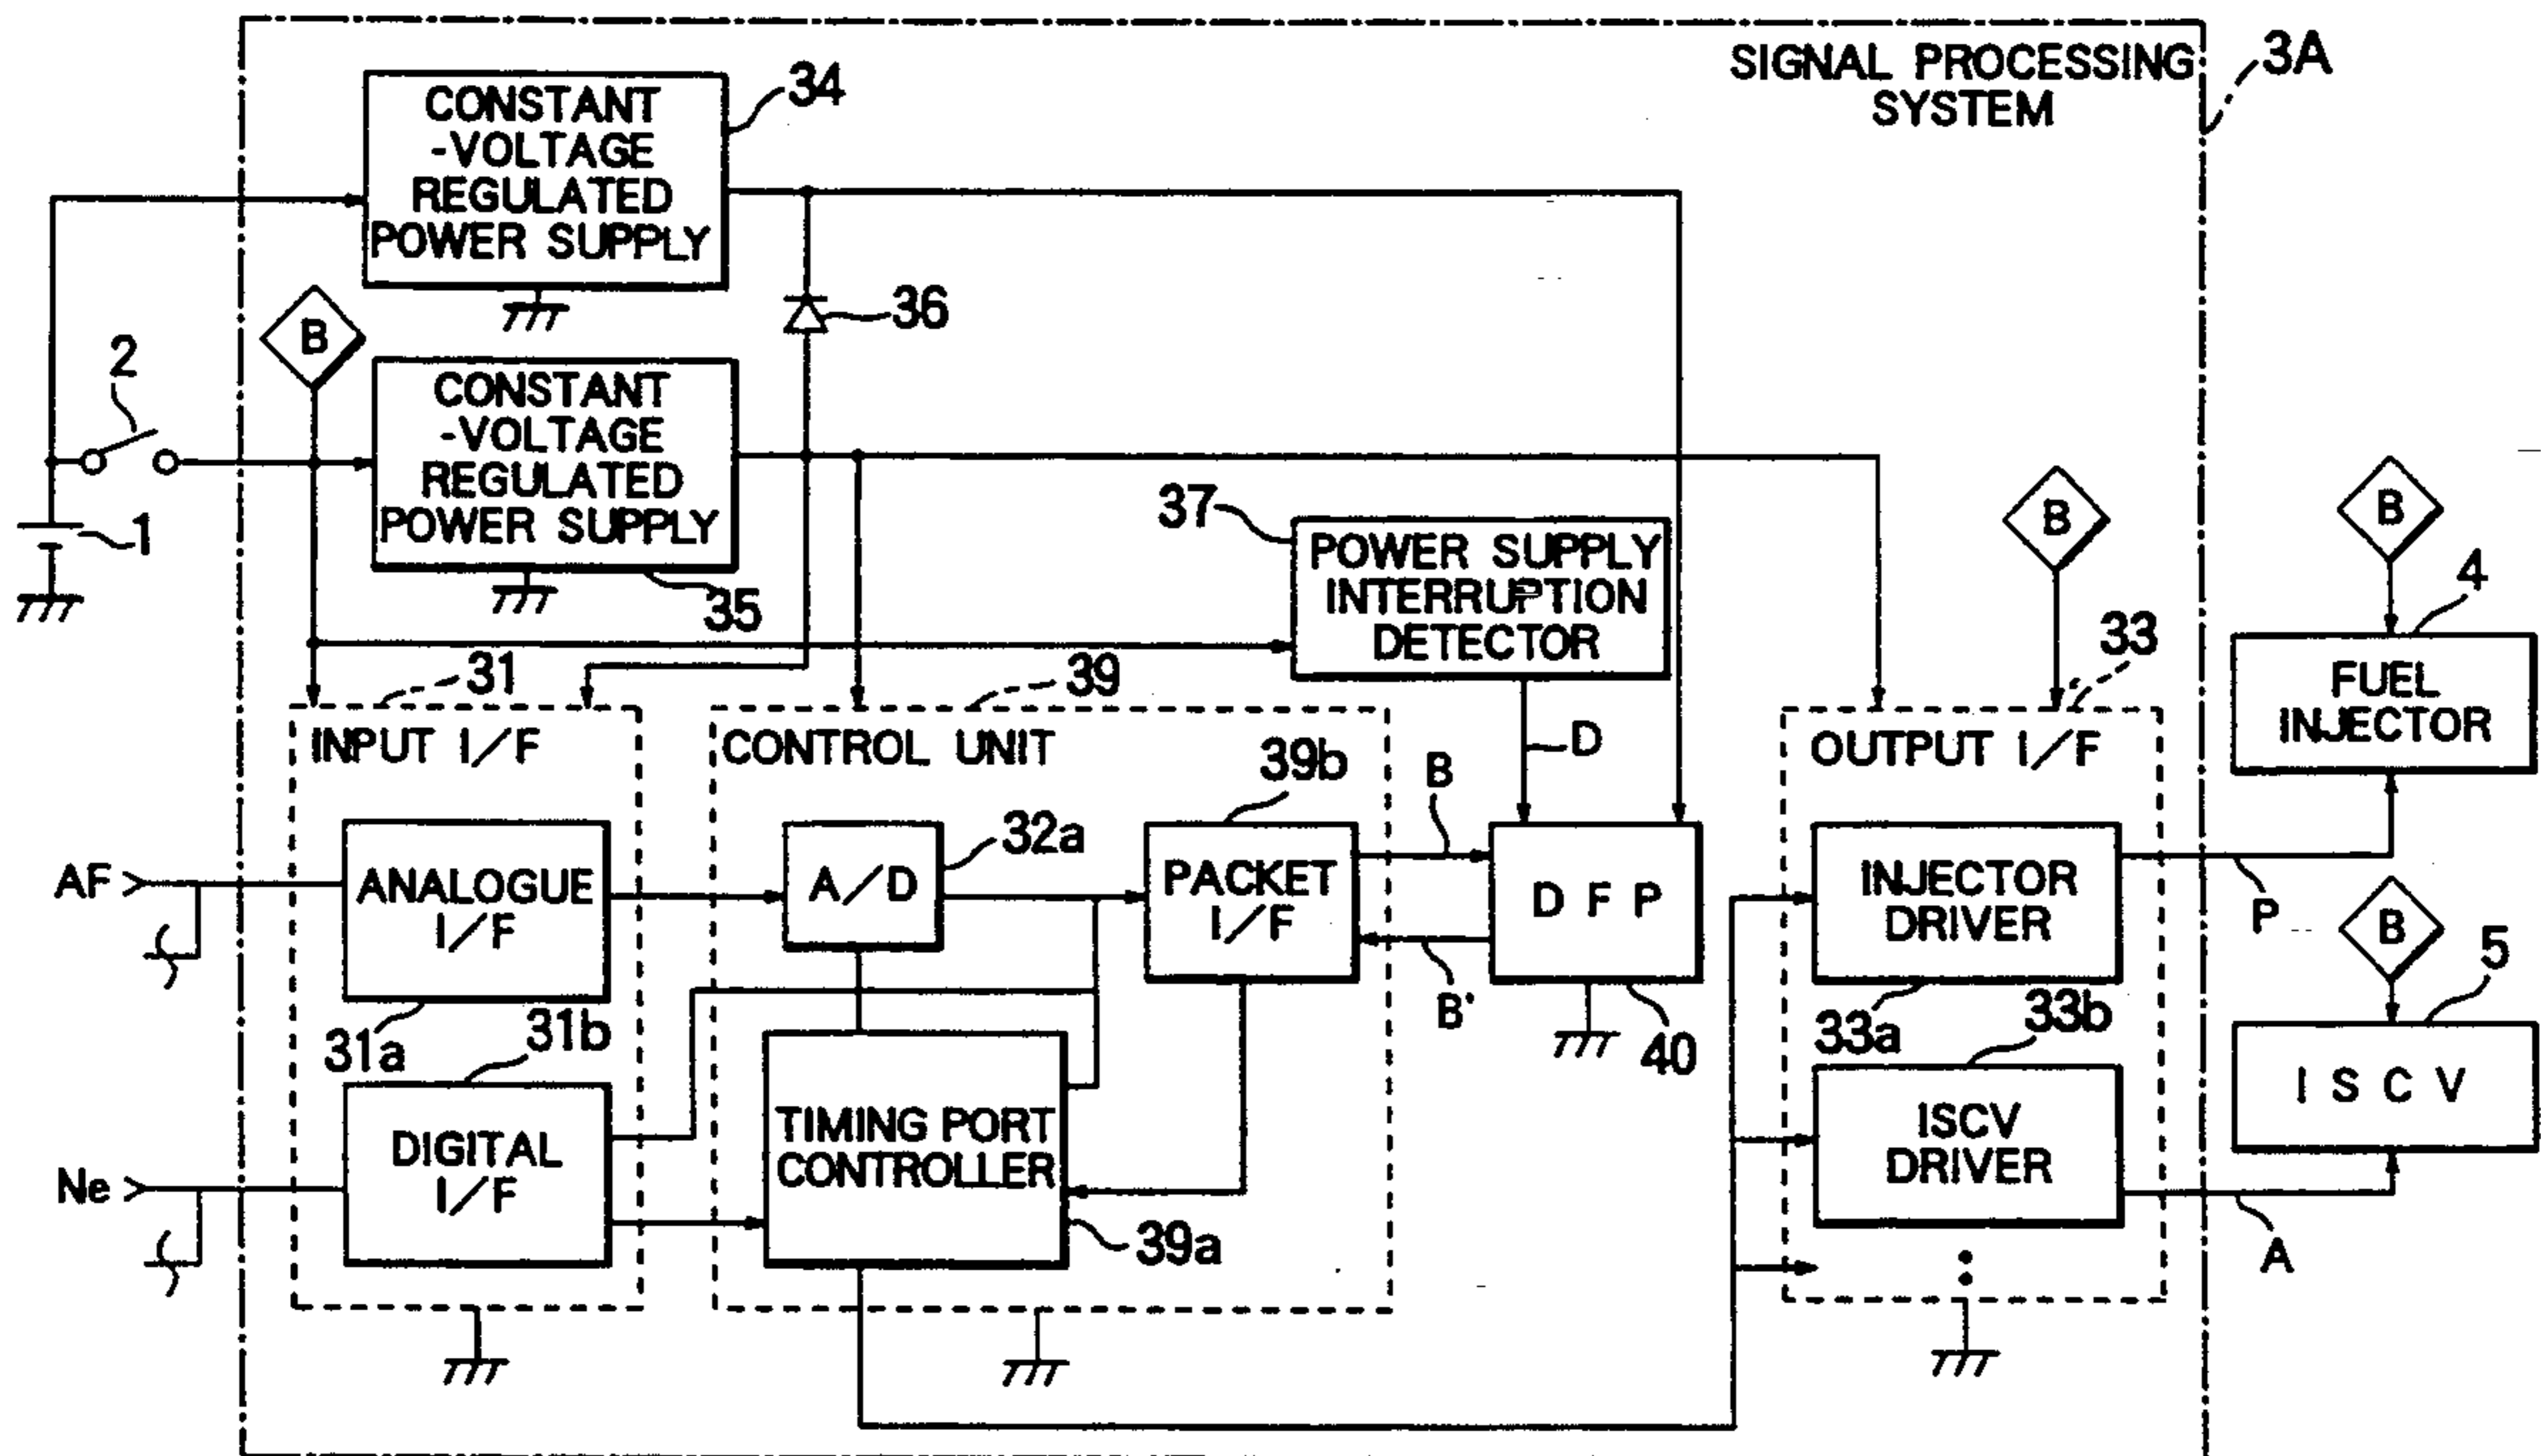 SIGNAL PROCESSING
SYSTEM
3A
CONSTANT
-VOLTAGE
REGULATED
POWER SUPPLY
34
36
B
2
CONSTANT
-VOLTAGE
REGULATED
POWER SUPPLY
35
1
37
POWER SUPPLY
INTERRUPTION
DETECTOR
B
B
4
33
FUEL
INJECTOR
31
INPUT I/F
39
CONTROL UNIT
D
OUTPUT I/F
39b
B
32a
AF
ANALOGUE
I/F
A/D
PACKET
I/F
D F P
INJECTOR
DRIVER
P
B
5
B'
31a
31b
40
33a
33b
I S C V
Ne
DIGITAL
I/F
TIMING PORT
CONTROLLER
39a
ISCV
DRIVER
A